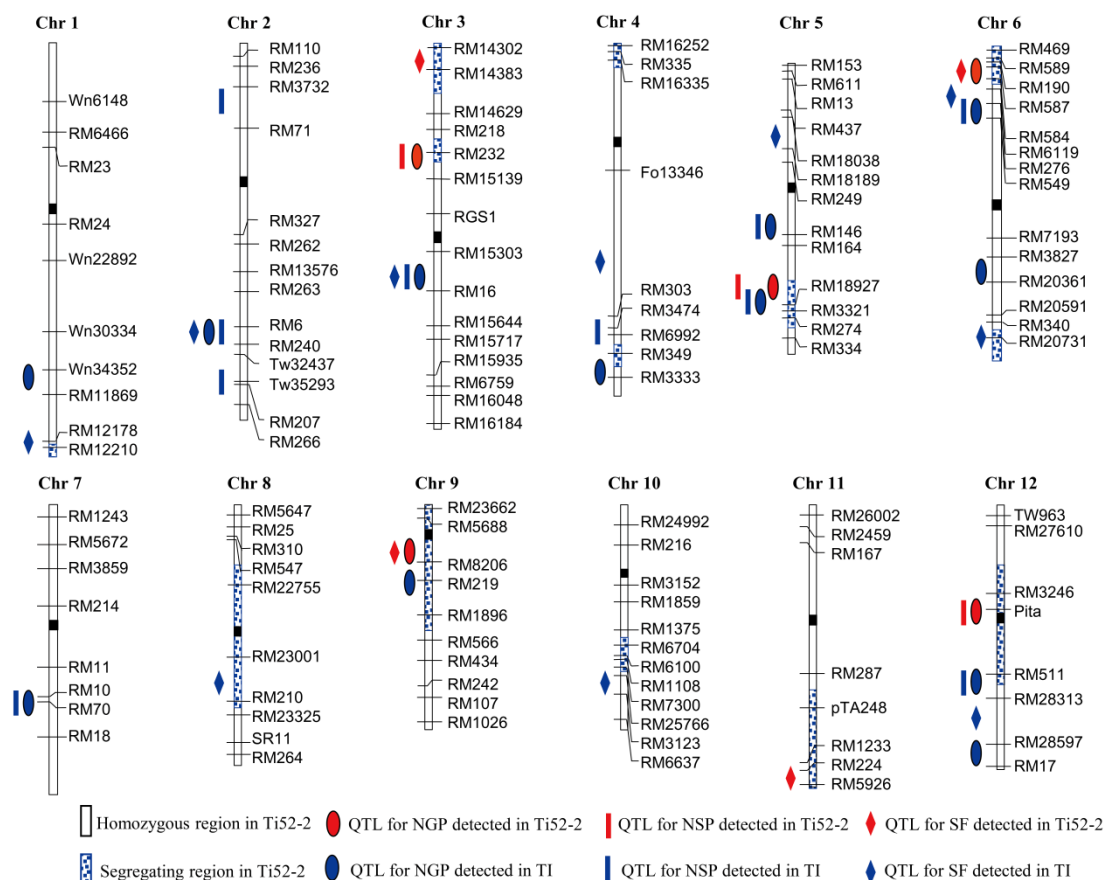 Chr 1
Wn6148
RM6466
RM23
RM24
Wn22892
Wn30334
Wn34352
RM11869
RM12178
RM12210
Chr 2
RM110
RM236
RM3732
RM71
RM327
RM262
RM13576
RM263
RM6
RM240
Tw32437
Tw35293
RM207
RM266
Chr 3
RM14302
RM14383
RM14629
RM218
RM232
RM15139
RGS1
RM15303
RM16
RM15644
RM15717
RM15935
RM6759
RM16048
RM16184
Chr 4
RM16252
RM335
RM16335
Fo13346
RM303
RM3474
RM6992
RM349
RM3333
Chr 5
RM153
RM611
RM13
RM437
RM18038
RM18189
RM249
RM146
RM164
RM18927
RM3321
RM274
RM334
Chr 6
RM469
RM589
RM190
RM587
RM584
RM6119
RM276
RM549
RM7193
RM3827
RM20361
RM20591
RM340
RM20731
Chr 7
RM1243
RM5672
RM3859
RM214
RM11
RM10
RM70
RM18
Chr 8
RM5647
RM25
RM310
RM547
RM22755
RM23001
RM210
RM23325
SR11
RM264
Chr 9
RM23662
RM5688
RM8206
RM219
RM1896
RM566
RM434
RM242
RM107
RM1026
Chr 10
RM24992
RM216
RM3152
RM1859
RM1375
RM6704
RM6100
RM1108
RM7300
RM25766
RM3123
RM6637
Chr 11
RM26002
RM2459
RM167
RM287
pTA248
RM1233
RM224
RM5926
Chr 12
TW963
RM27610
RM3246
Pita
RM511
RM28313
RM28597
RM17
Homozygous region in Ti52-2
QTL for NGP detected in Ti52-2
QTL for NSP detected in Ti52-2
QTL for SF detected in Ti52-2
Segregating region in Ti52-2
QTL for NGP detected in TI
QTL for NSP detected in TI
QTL for SF detected in TI